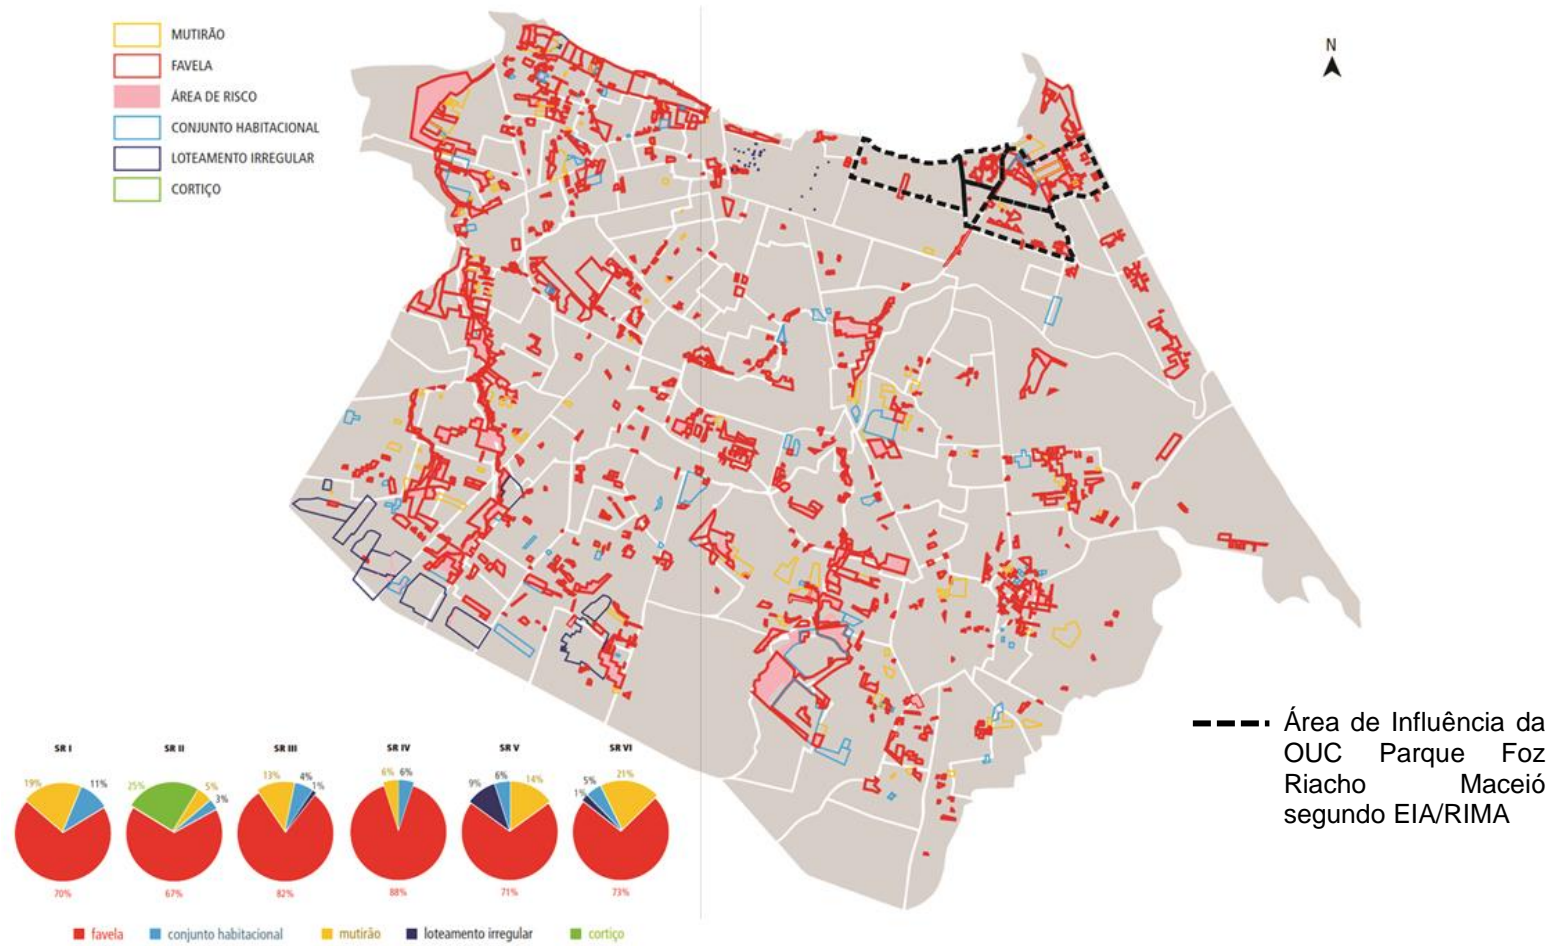 MUTIRÃO
FAVELA
ÁREA DE RISCO
CONJUNTO HABITACIONAL
LOTEAMENTO IRREGULAR
CORTIÇO
N
Área de Influência da
OUC Parque Foz
Riacho Maceió
segundo EIA/RIMA
SR I
19%
11%
70%
SR II
25%
5%
3%
67%
SR III
13%
4%
1%
82%
SR IV
6%
6%
88%
SR V
9%
6%
14%
71%
SR VI
1%
5%
21%
73%
favela
conjunto habitacional
mutirão
loteamento irregular
cortiço